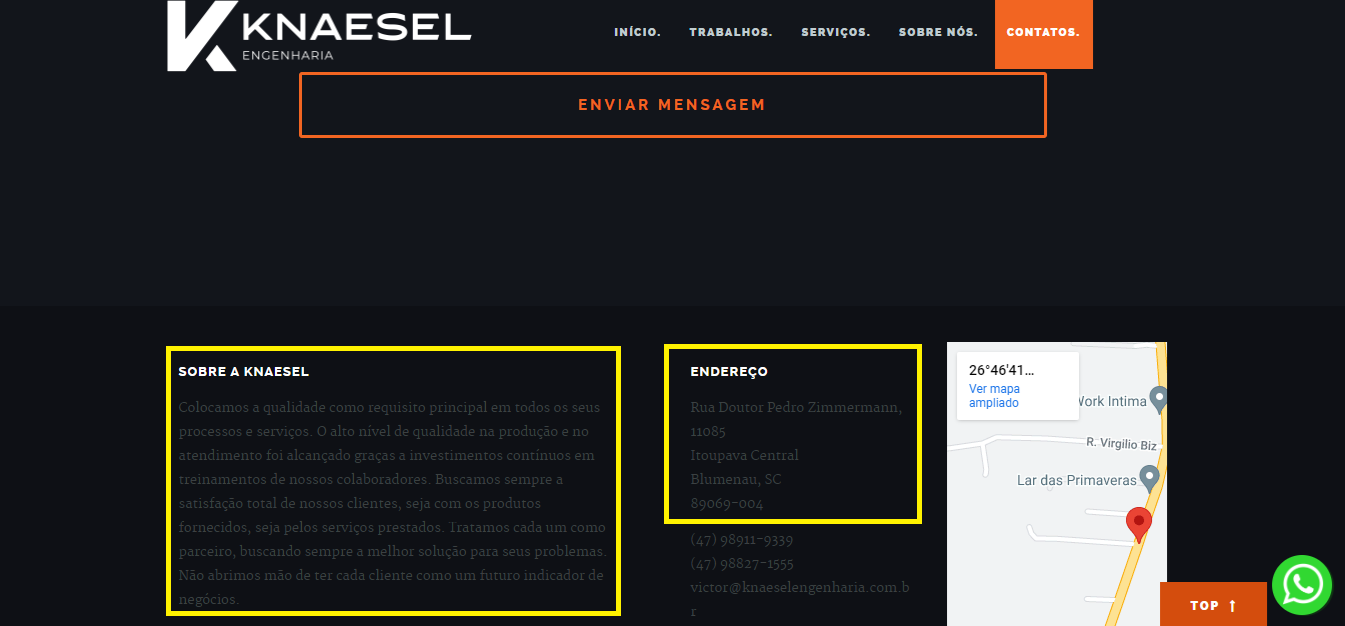 KNAESEL
ENGENHARIA
INÍCIO. TRABALHOS. SERVIÇOS. SOBRE NÓS. CONTATOS.
ENVIAR MENSAGEM
SOBRE A KNAESEL
Colocamos a qualidade como requisito principal em todos os seus
processos e serviços. O alto nível de qualidade na produção e no
atendimento foi alcançado graças a investimentos contínuos em
treinamentos de nossos colaboradores. Buscamos sempre a
satisfação total de nossos clientes, seja com os produtos
fornecidos, seja pelos serviços prestados. Tratamos cada um como
parceiro, buscando sempre a melhor solução para seus problemas.
Não abrimos mão de ter cada cliente como um futuro indicador de
negócios.
ENDEREÇO
Rua Doutor Pedro Zimmermann,
11085
Itoupava Central
Blumenau, SC
89069-004
(47) 98911-9339
(47) 98827-1555
victor@knaeselengenharia.com.b
r
26°46'41...
Ver mapa
ampliado
Work Intima
R. Virgilio Biz
Lar das Primaveras
TOP ↑